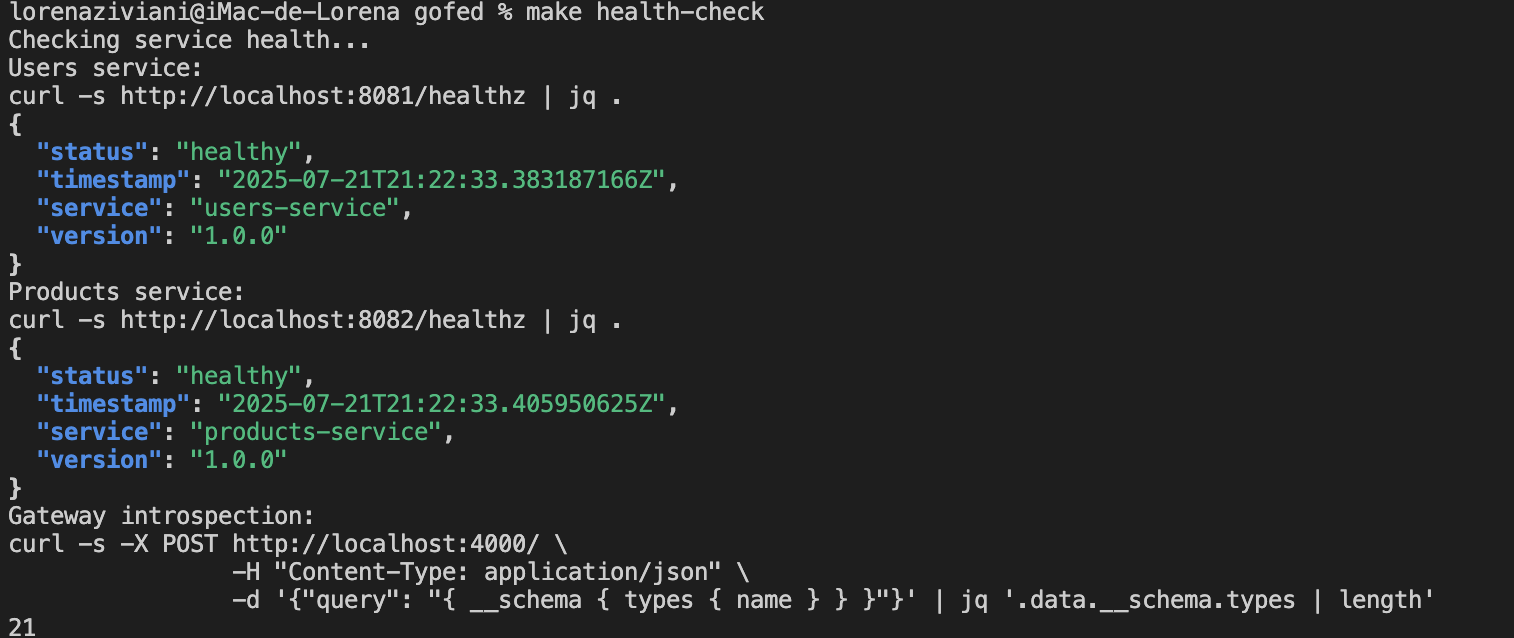 lorenaziviani@iMac-de-Lorena gofed % make health-check
Checking service health...
Users service:
curl -s http://localhost:8081/healthz | jq .
{
  "status": "healthy",
  "timestamp": "2025-07-21T21:22:33.383187166Z",
  "service": "users-service",
  "version": "1.0.0"
}
Products service:
curl -s http://localhost:8082/healthz | jq .
{
  "status": "healthy",
  "timestamp": "2025-07-21T21:22:33.405950625Z",
  "service": "products-service",
  "version": "1.0.0"
}
Gateway introspection:
curl -s -X POST http://localhost:4000/ \
                -H "Content-Type: application/json" \
                -d '{"query": "{ __schema { types { name } } }"}' | jq '.data.__schema.types | length'
21